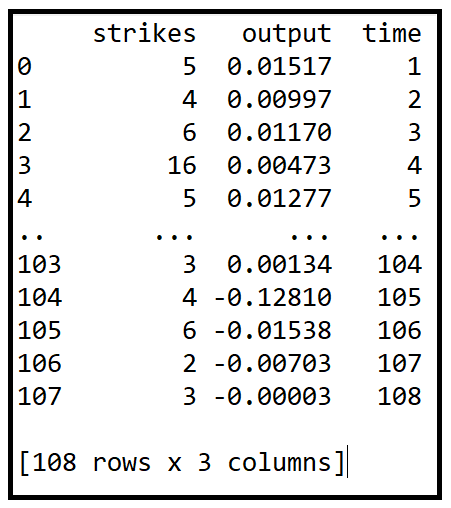 strikes output time
0 5 0.01517 1
1 4 0.00997 2
2 6 0.01170 3
3 16 0.00473 4
4 5 0.01277 5
.. ... ... ...
103 3 0.00134 104
104 4 -0.12810 105
105 6 -0.01538 106
106 2 -0.00703 107
107 3 -0.00003 108
[108 rows x 3 columns]